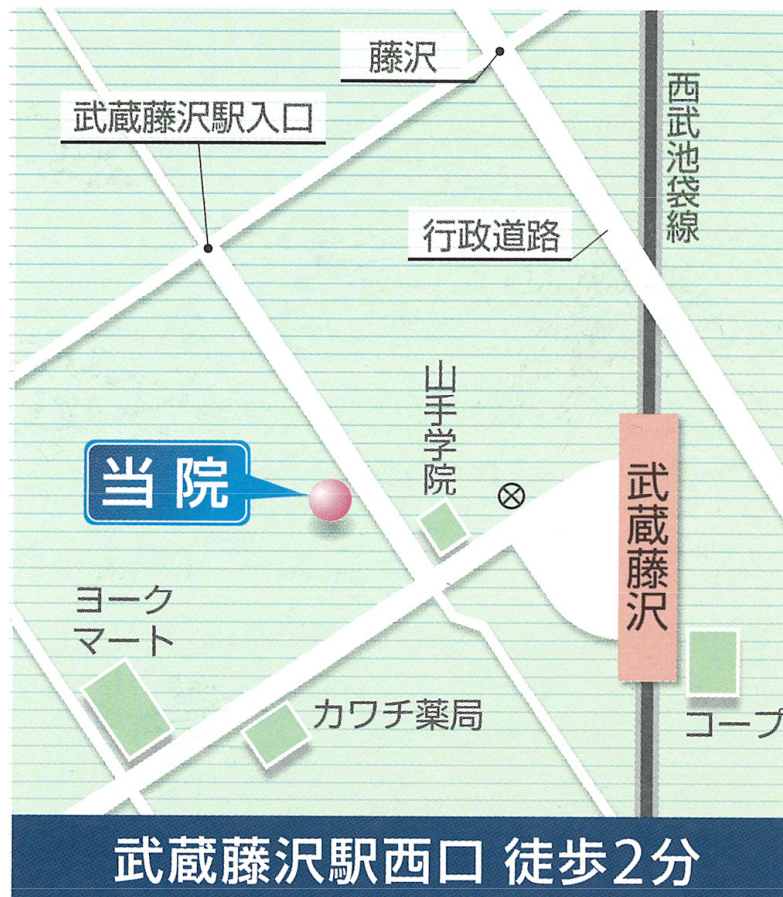 藤沢
武蔵藤沢駅入口
西武池袋線
行政道路
山手学院
当院
武蔵藤沢
ヨーク
マート
カワチ薬局
コープ
武蔵藤沢駅西口 徒歩2分